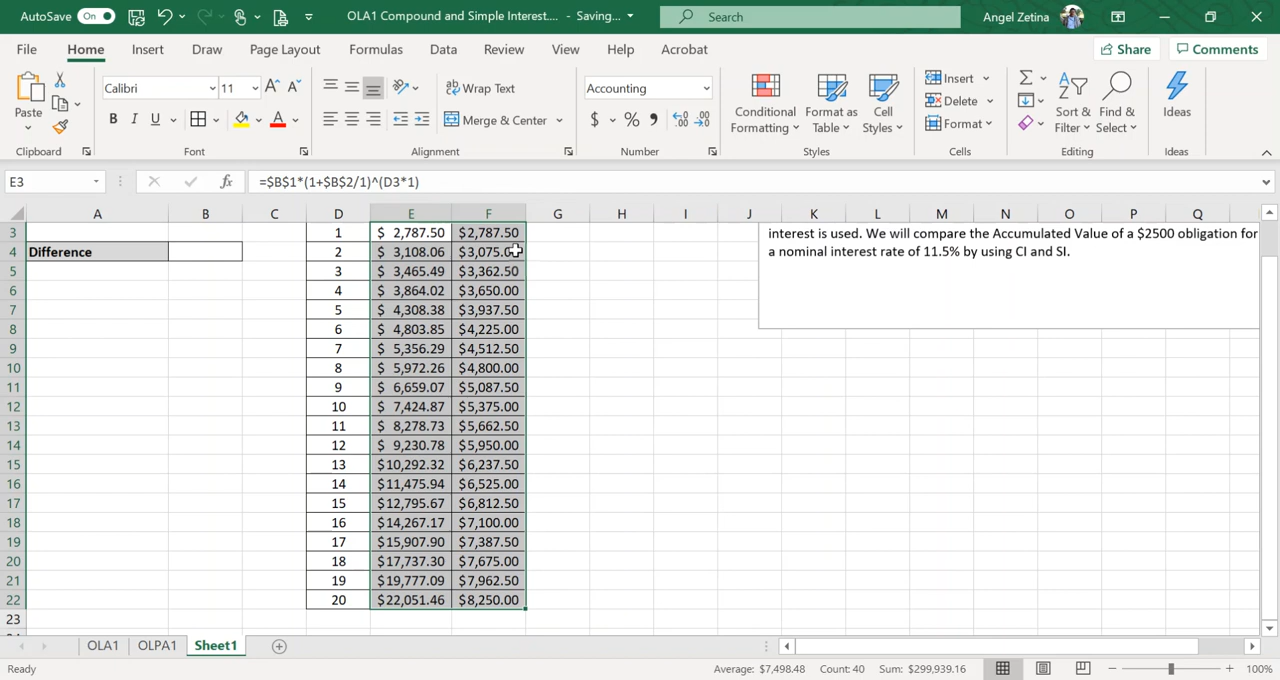 AutoSave On OLA1 Compound and Simple Interest.... - Saving... Search Angel Zetina
File Home Insert Draw Page Layout Formulas Data Review View Help Acrobat Share Comments
Paste Calibri 11 A A Wrap Text Accounting Conditional Formatting Format as Table Cell Styles Insert Sort & Filter Find & Select Ideas
B I U A Merge & Center $ % Delete
Format
Clipboard Font Alignment Number Styles Cells Editing Ideas
E3 fx =$B$1*(1+$B$2/1)^(D3*1)
A B C D E F G H I J K L M N O P Q
3 1 $ 2,787.50 $2,787.50 interest is used. We will compare the Accumulated Value of a $2500 obligation for
4 Difference 2 $ 3,108.06 a nominal interest rate of 11.5% by using CI and SI.
5 3 $ 3,465.49 $3,362.50
6 4 $ 3,864.02 $3,650.00
7 5 $ 4,308.38 $3,937.50
8 6 $ 4,803.85 $4,225.00
9 7 $ 5,356.29 $4,512.50
10 8 $ 5,972.26 $4,800.00
11 9 $ 6,659.07 $5,087.50
12 10 $ 7,424.87 $5,375.00
13 11 $ 8,278.73 $5,662.50
14 12 $ 9,230.78 $5,950.00
15 13 $10,292.32 $6,237.50
16 14 $11,475.94 $6,525.00
17 15 $12,795.67 $6,812.50
18 16 $14,267.17 $7,100.00
19 17 $15,907.90 $7,387.50
20 18 $17,737.30 $7,675.00
21 19 $19,777.09 $7,962.50
22 20 $22,051.46 $8,250.00
23
OLA1 OLPA1 Sheet1
Ready Average: $7,498.48 Count: 40 Sum: $299,939.16 100%